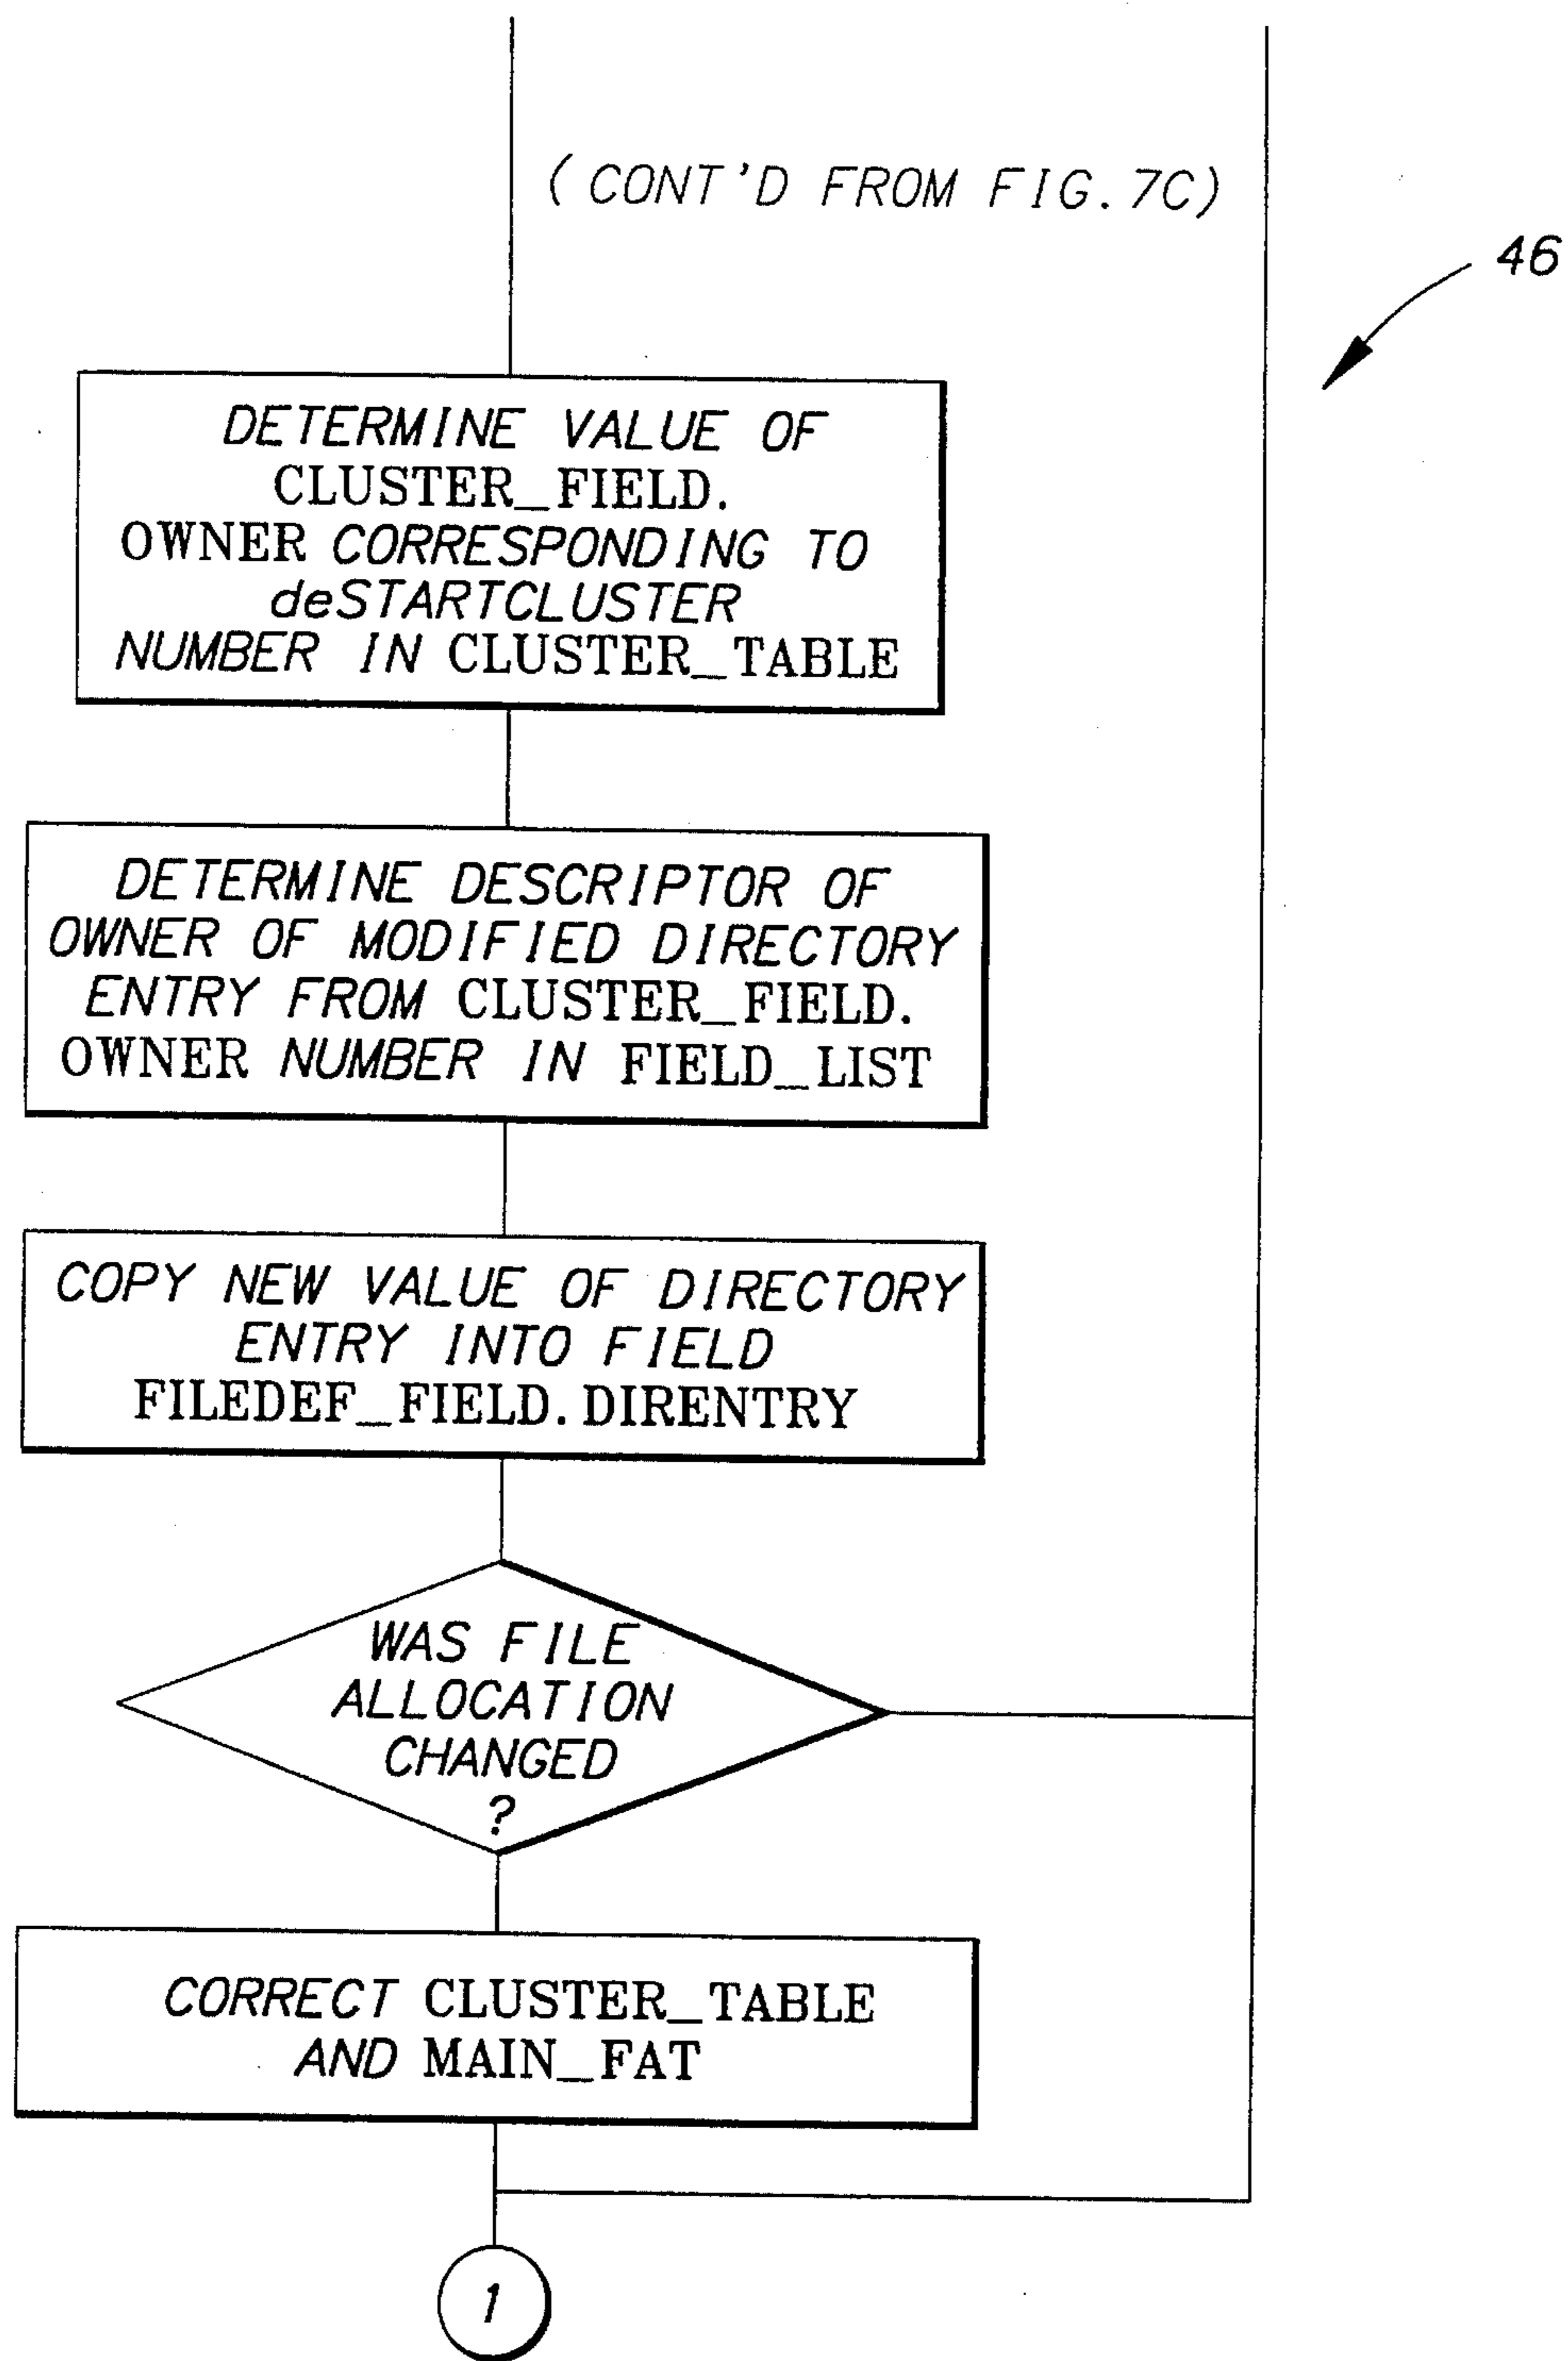 (CONT'D FROM FIG. 7C)
46
DETERMINE VALUE OF
CLUSTER_FIELD.
OWNER CORRESPONDING TO
deSTARTCLUSTER
NUMBER IN CLUSTER_TABLE
DETERMINE DESCRIPTOR OF
OWNER OF MODIFIED DIRECTORY
ENTRY FROM CLUSTER_FIELD.
OWNER NUMBER IN FIELD_LIST
COPY NEW VALUE OF DIRECTORY
ENTRY INTO FIELD
FILEDEF_FIELD.DIRENTRY
WAS FILE
ALLOCATION
CHANGED
?
CORRECT CLUSTER_TABLE
AND MAIN_FAT
1